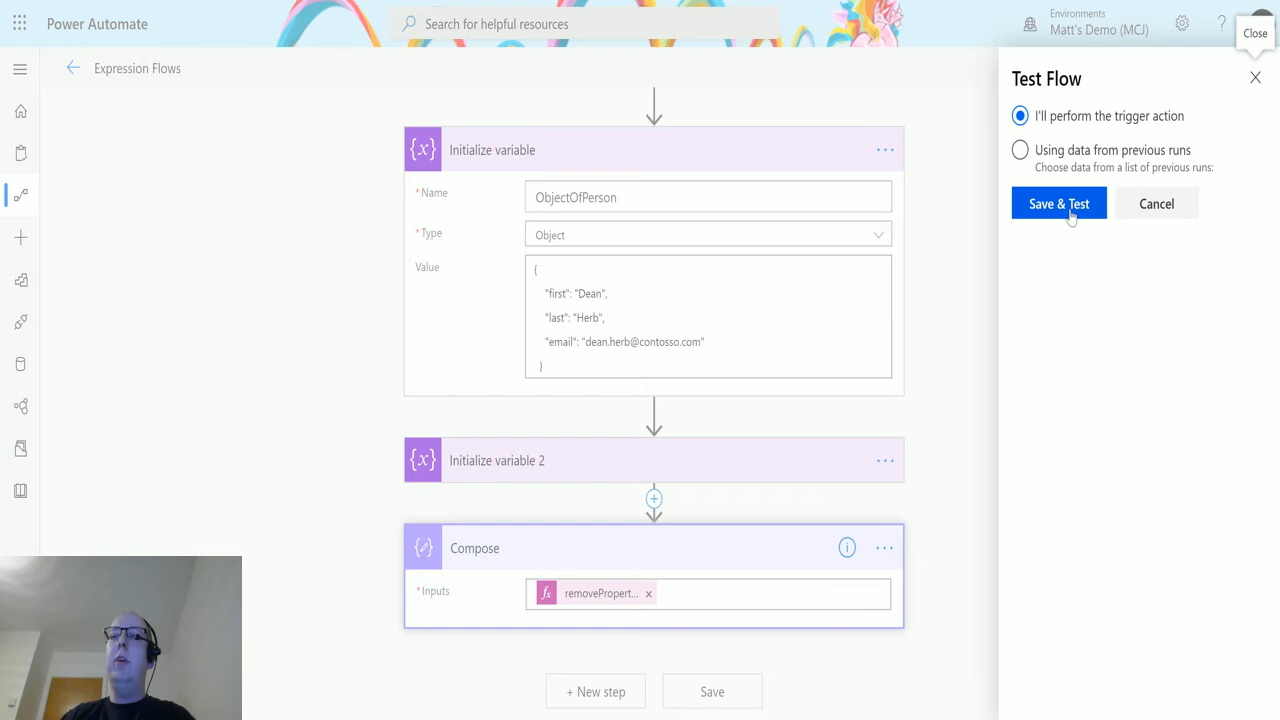 Power Automate
Search for helpful resources
Environments
Matt's Demo (MCJ)
?
Close
Expression Flows
Test Flow
I'll perform the trigger action
Using data from previous runs
Choose data from a list of previous runs:
Save & Test
Cancel
{x}
Initialize variable
* Name
ObjectOfPerson
* Type
Object
Value
{
"first": "Dean",
"last": "Herb",
"email": "dean.herb@contosso.com"
}
{x}
Initialize variable 2
Compose
* Inputs
fx
removePropert...
+ New step
Save